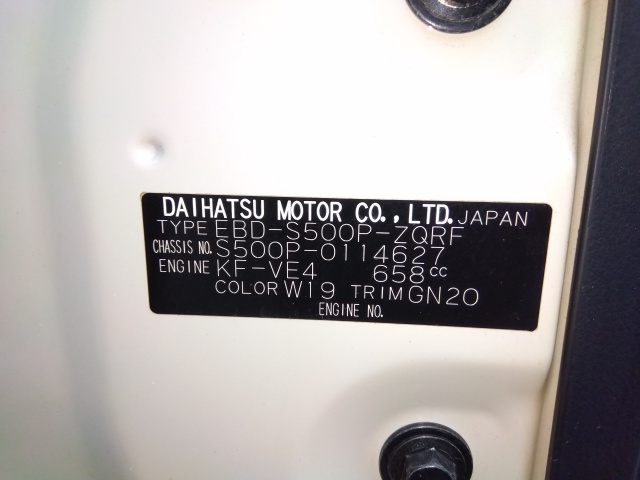 DAIHATSU MOTOR CO.,LTD. JAPAN
TYPE EBD-S500P-ZQRF
CHASSIS NO. S500P-0114627
ENGINE KF-VE4 658cc
COLOR W19 TRIM GN20
ENGINE NO.